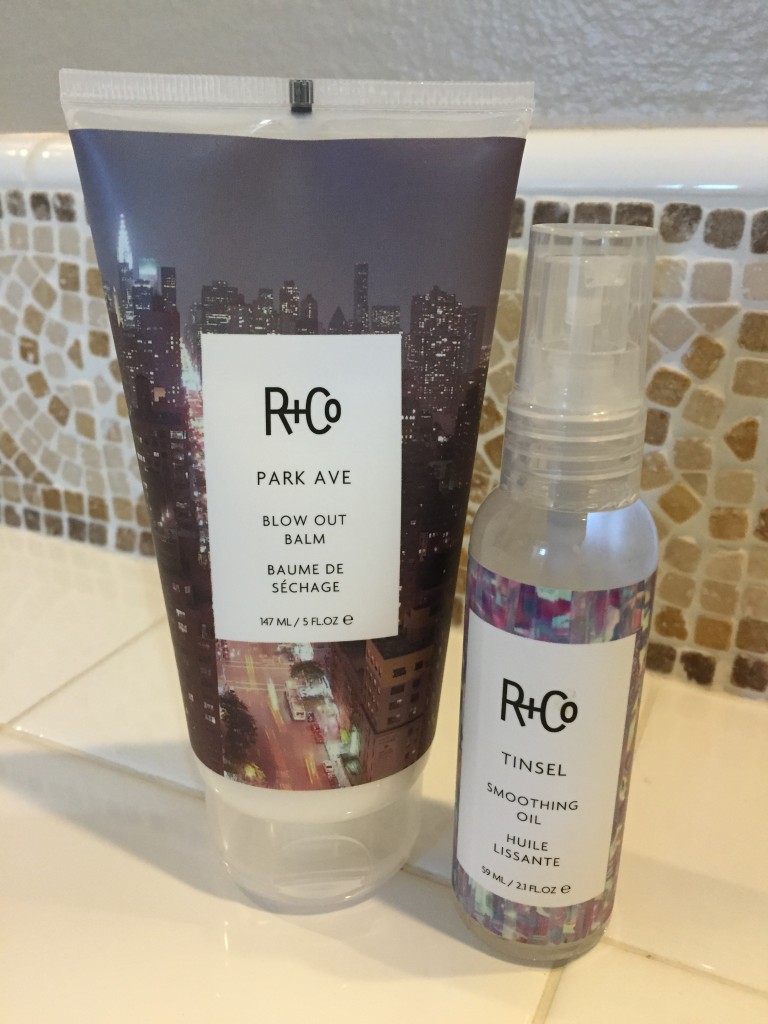 R+Co
PARK AVE
BLOW OUT
BALM
BAUME DE
SÉCHAGE
147 ML / 5 FL.OZ ℮
R+Co
TINSEL
SMOOTHING
OIL
HUILE
LISSANTE
59 ML / 2.1 FL.OZ ℮